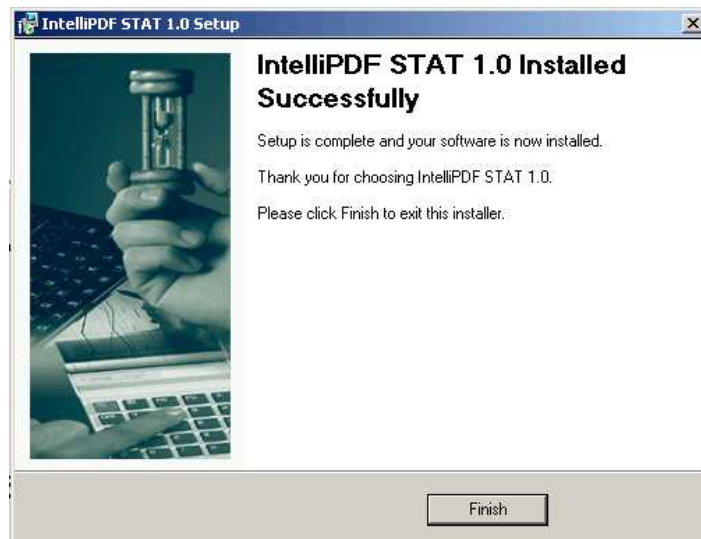 IntelliPDF STAT 1.0 Setup
IntelliPDF STAT 1.0 Installed
Successfully
Setup is complete and your software is now installed.
Thank you for choosing IntelliPDF STAT 1.0.
Please click Finish to exit this installer.
Finish